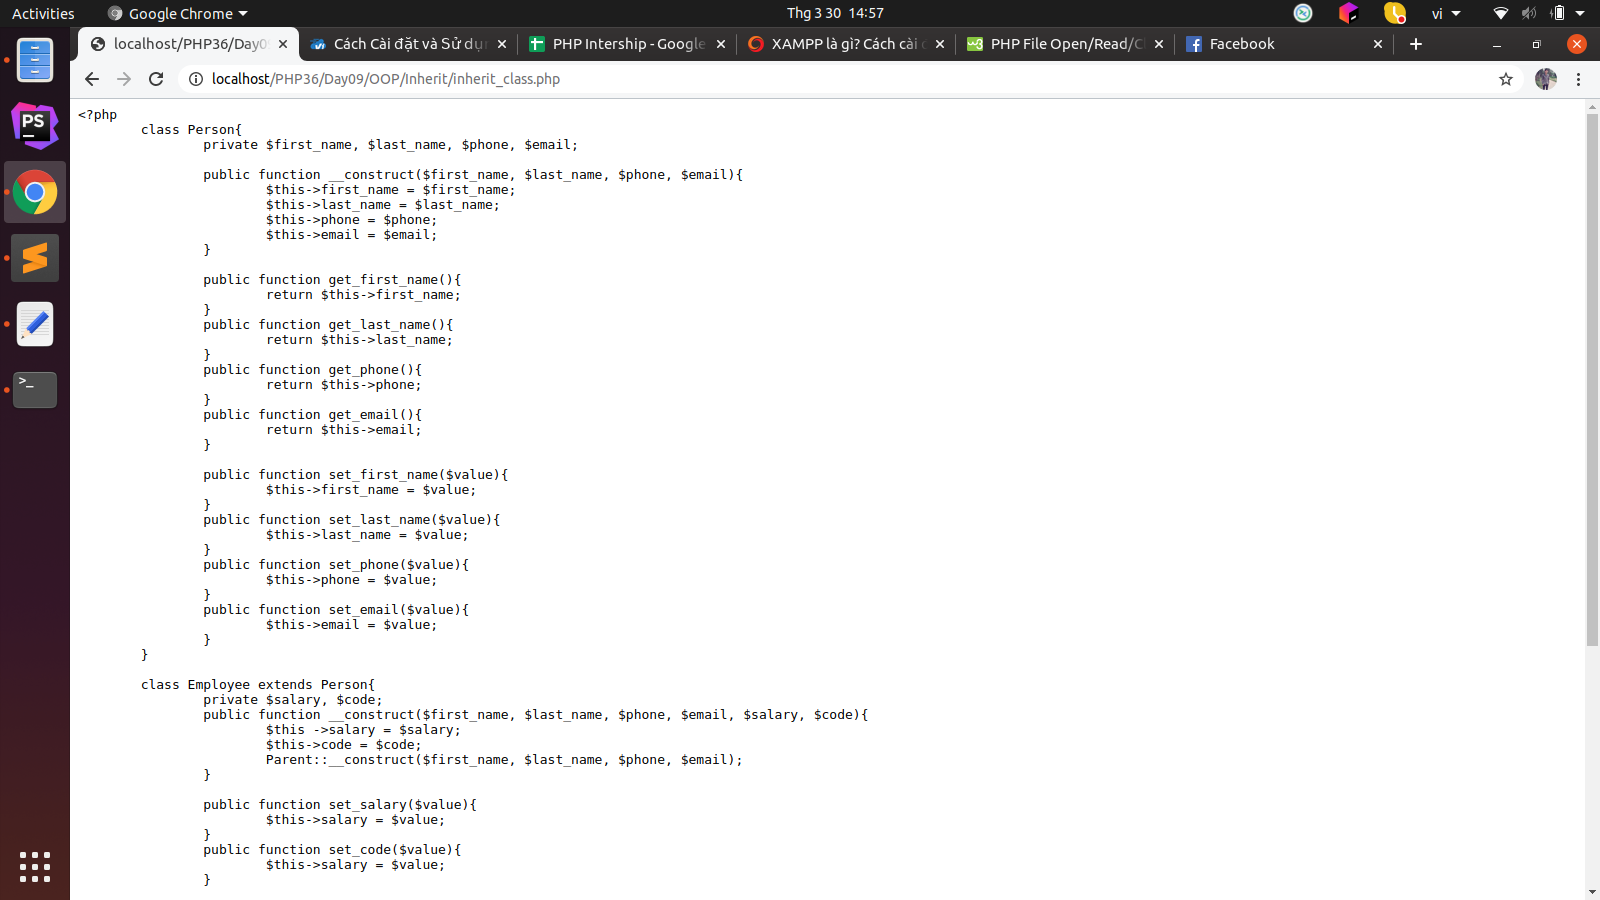 Activities Google Chrome Thg 3 30 14:57 vi
localhost/PHP36/Day0 Cách Cài đặt và Sử dụn PHP Intership - Google XAMPP là gì? Cách cài PHP File Open/Read/C Facebook
localhost/PHP36/Day09/OOP/Inherit/inherit_class.php
<?php
class Person{
private $first_name, $last_name, $phone, $email;
public function __construct($first_name, $last_name, $phone, $email){
$this->first_name = $first_name;
$this->last_name = $last_name;
$this->phone = $phone;
$this->email = $email;
}
public function get_first_name(){
return $this->first_name;
}
public function get_last_name(){
return $this->last_name;
}
public function get_phone(){
return $this->phone;
}
public function get_email(){
return $this->email;
}
public function set_first_name($value){
$this->first_name = $value;
}
public function set_last_name($value){
$this->last_name = $value;
}
public function set_phone($value){
$this->phone = $value;
}
public function set_email($value){
$this->email = $value;
}
}
class Employee extends Person{
private $salary, $code;
public function __construct($first_name, $last_name, $phone, $email, $salary, $code){
$this ->salary = $salary;
$this->code = $code;
Parent::__construct($first_name, $last_name, $phone, $email);
}
public function set_salary($value){
$this->salary = $value;
}
public function set_code($value){
$this->salary = $value;
}
PS
>_